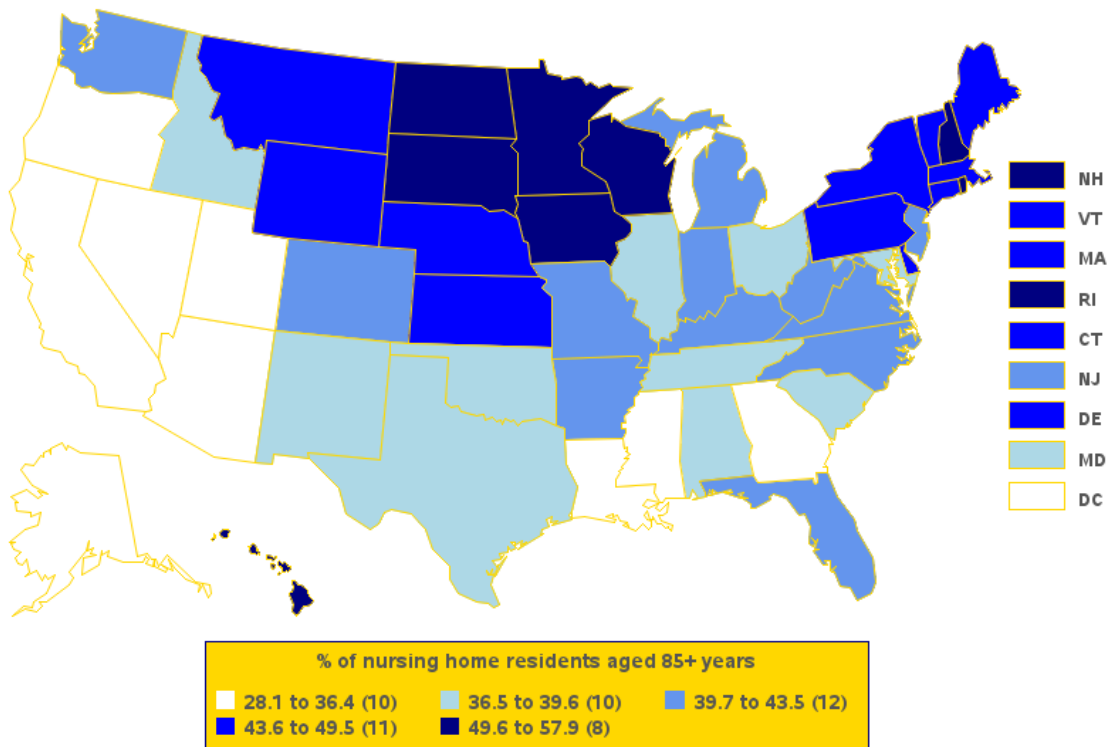 NH
VT
MA
RI
CT
NJ
DE
MD
DC
% of nursing home residents aged 85+ years
28.1 to 36.4 (10) 36.5 to 39.6 (10) 39.7 to 43.5 (12)
43.6 to 49.5 (11) 49.6 to 57.9 (8)